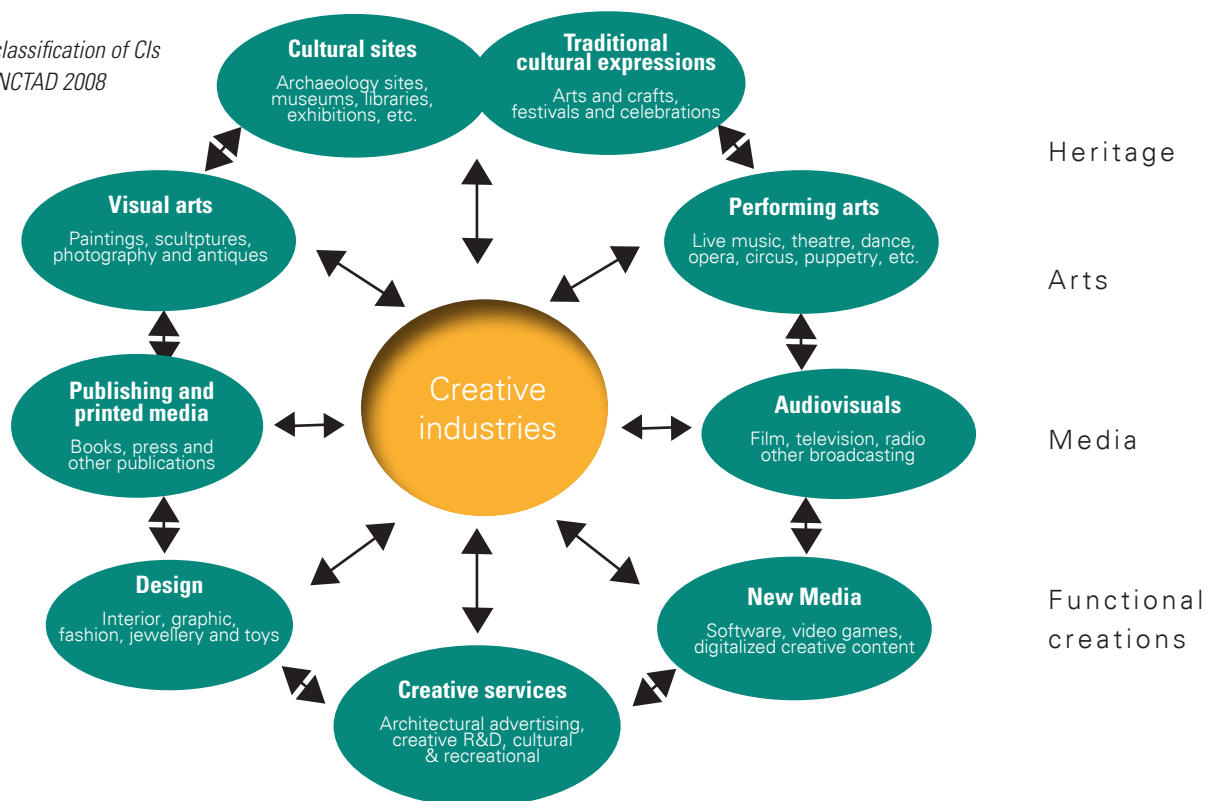 classification of CIs
NCTAD 2008
Cultural sites
Archaeology sites,
museums, libraries,
exhibitions, etc.
Traditional
cultural expressions
Arts and crafts,
festivals and celebrations
Heritage
Visual arts
Paintings, scultptures,
photography and antiques
Performing arts
Live music, theatre, dance,
opera, circus, puppetry, etc.
Arts
Creative
industries
Publishing and
printed media
Books, press and
other publications
Audiovisuals
Film, television, radio
other broadcasting
Media
Design
Interior, graphic,
fashion, jewellery and toys
New Media
Software, video games,
digitalized creative content
Functional
creations
Creative services
Architectural advertising,
creative R&D, cultural
& recreational